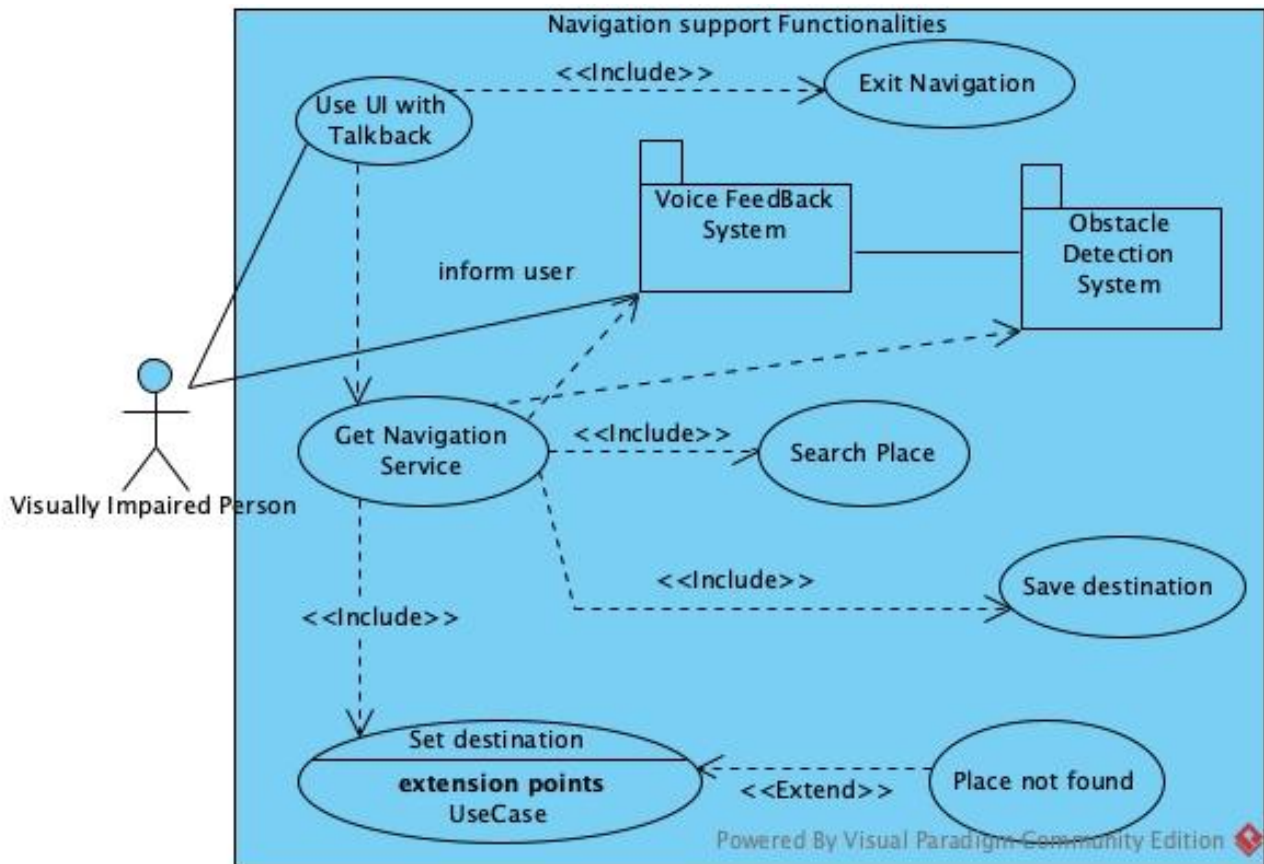 Navigation support Functionalities
<<Include>>
Exit Navigation
Use UI with
Talkback
Voice FeedBack
System
Obstacle
Detection
System
inform user
Visually Impaired Person
Get Navigation
Service
<<Include>>
Search Place
<<Include>>
Save destination
<<Include>>
Set destination
extension points
UseCase
<<Extend>>
Place not found
Powered By Visual Paradigm Community Edition